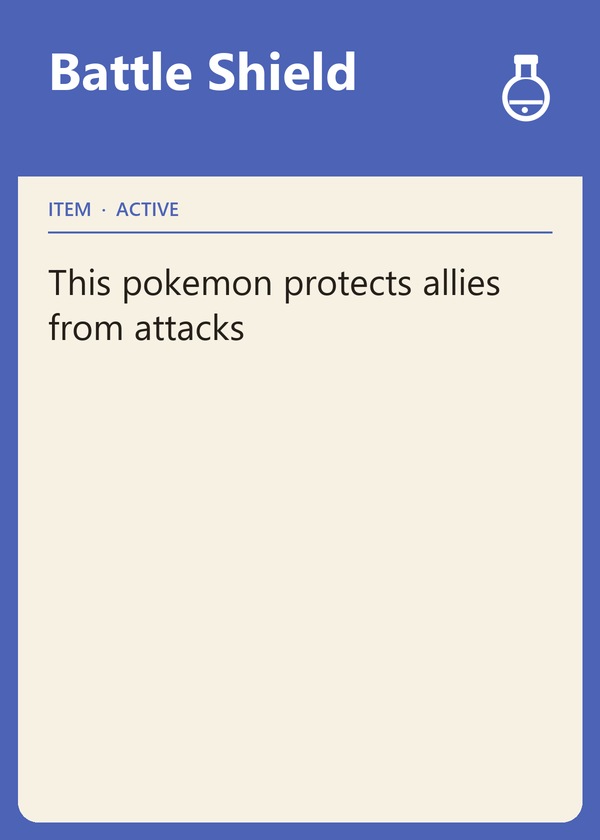 Battle Shield
ITEM · ACTIVE
This pokemon protects allies
from attacks